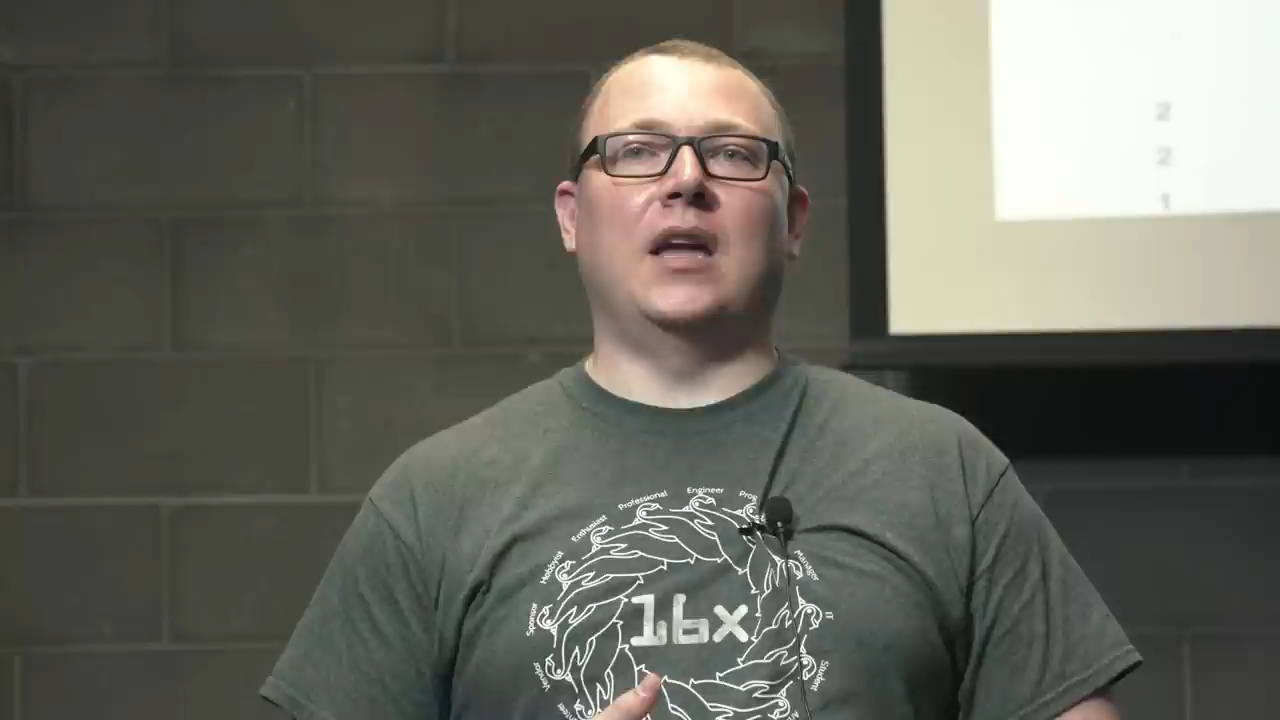 2
2
1
Professional
Engineer
Enthusiast
Hobbyist
Manager
Sponsor
16x
IT
Vendor
Student